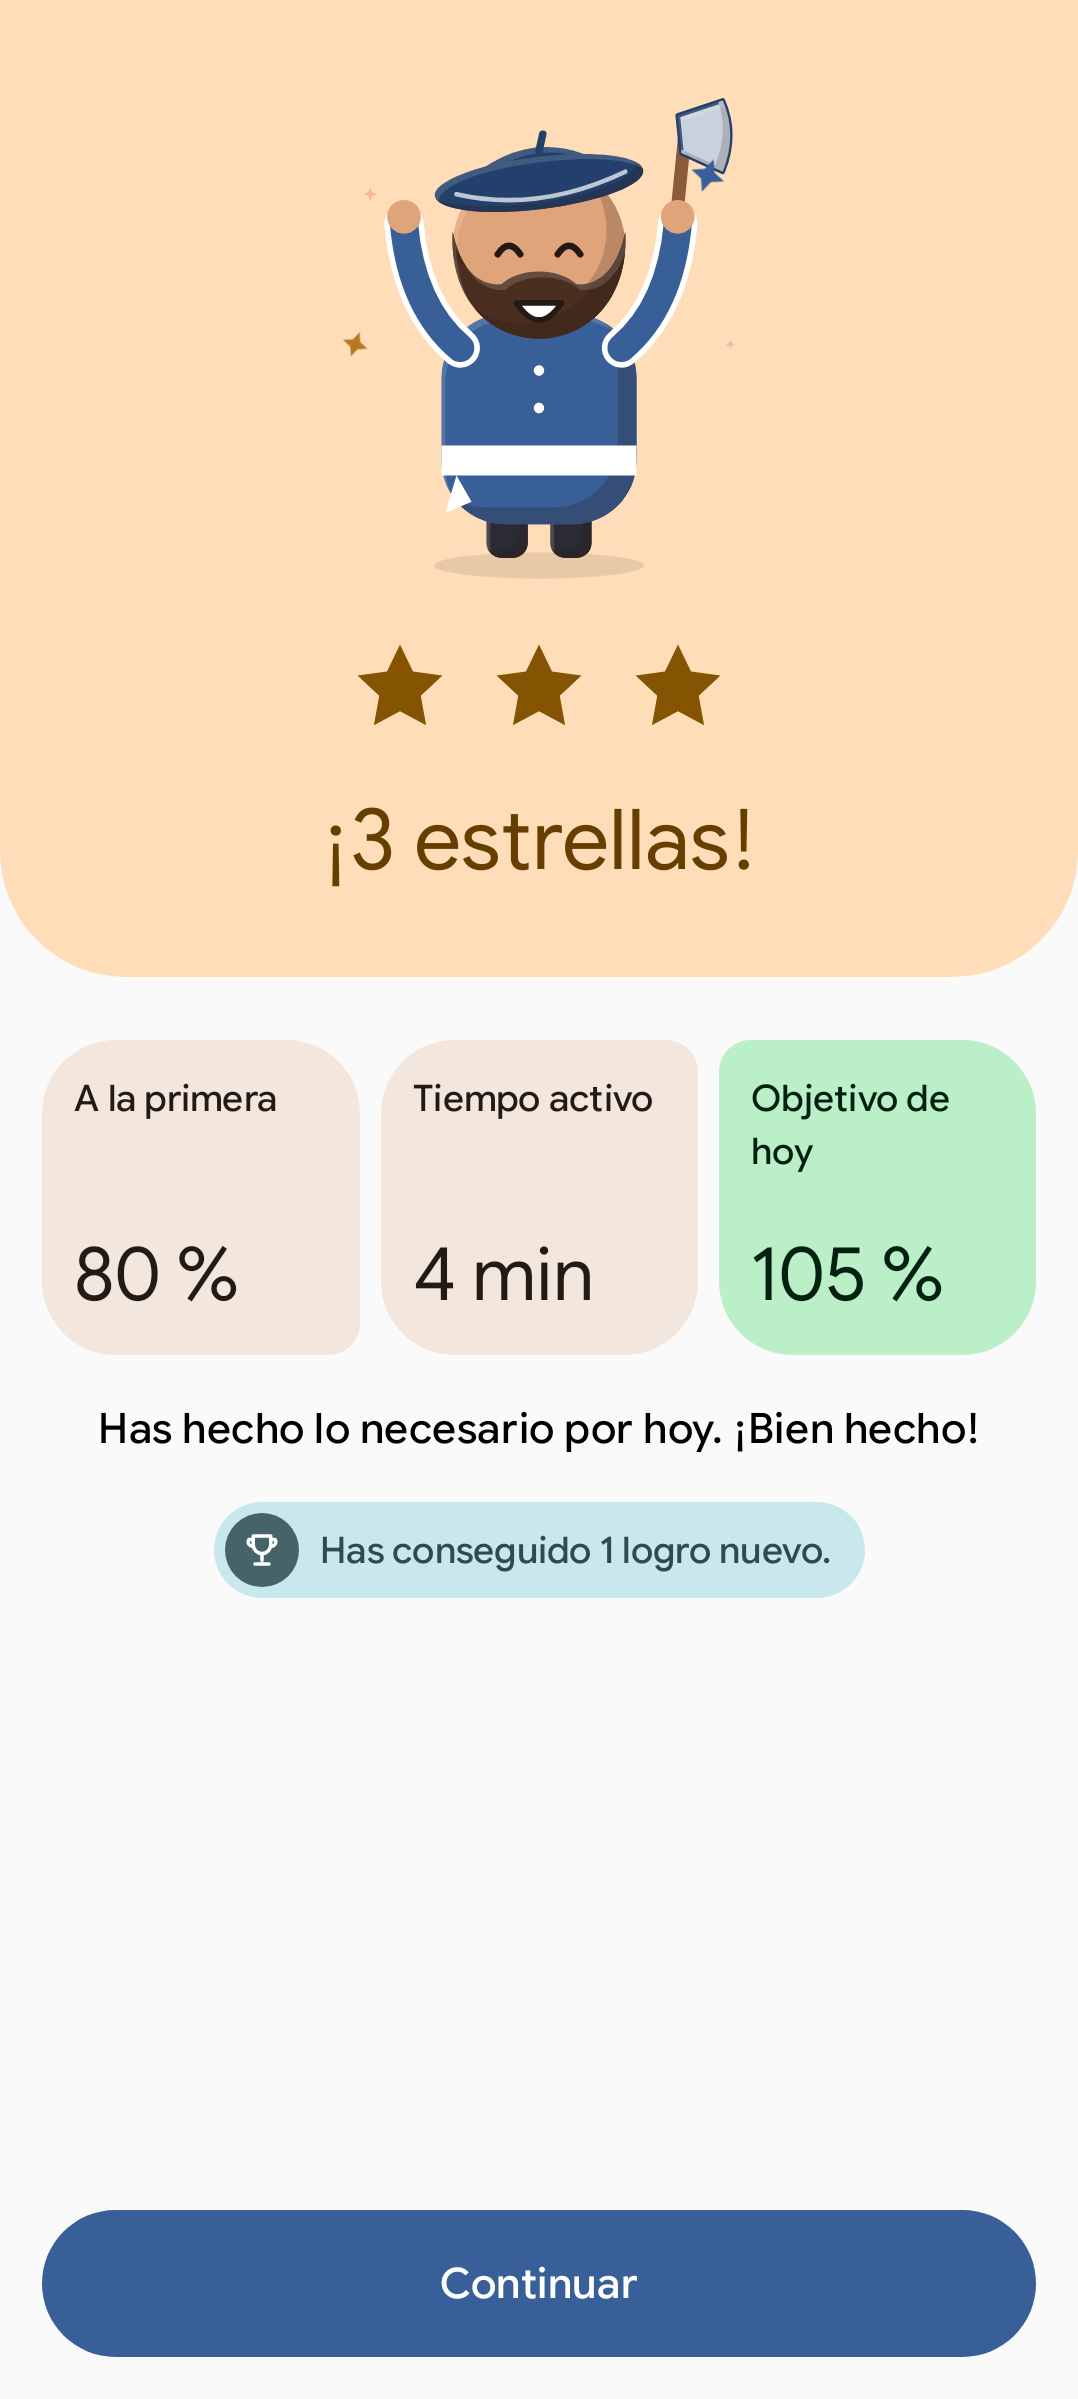 ¡3 estrellas!
A la primera
80 %
Tiempo activo
4 min
Objetivo de
hoy
105 %
Has hecho lo necesario por hoy. ¡Bien hecho!
Has conseguido 1 logro nuevo.
Continuar